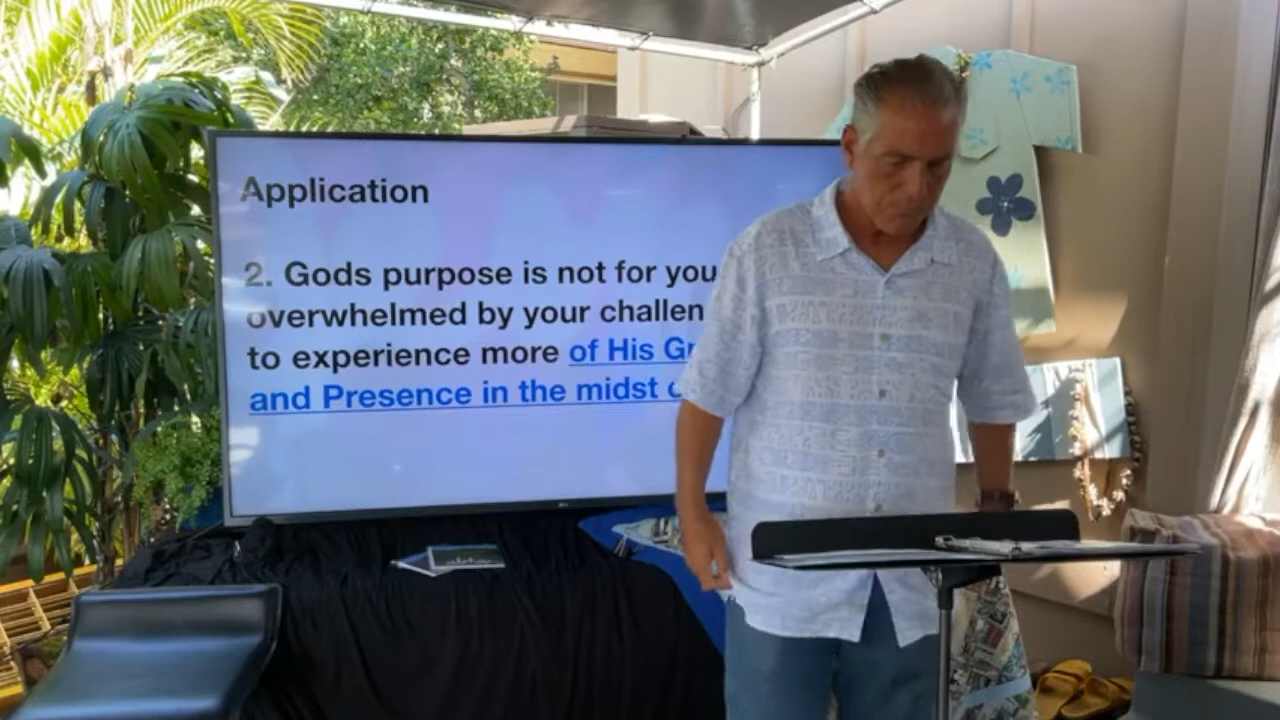 Application
2. Gods purpose is not for you
overwhelmed by your challen
to experience more of His Gr
and Presence in the midst